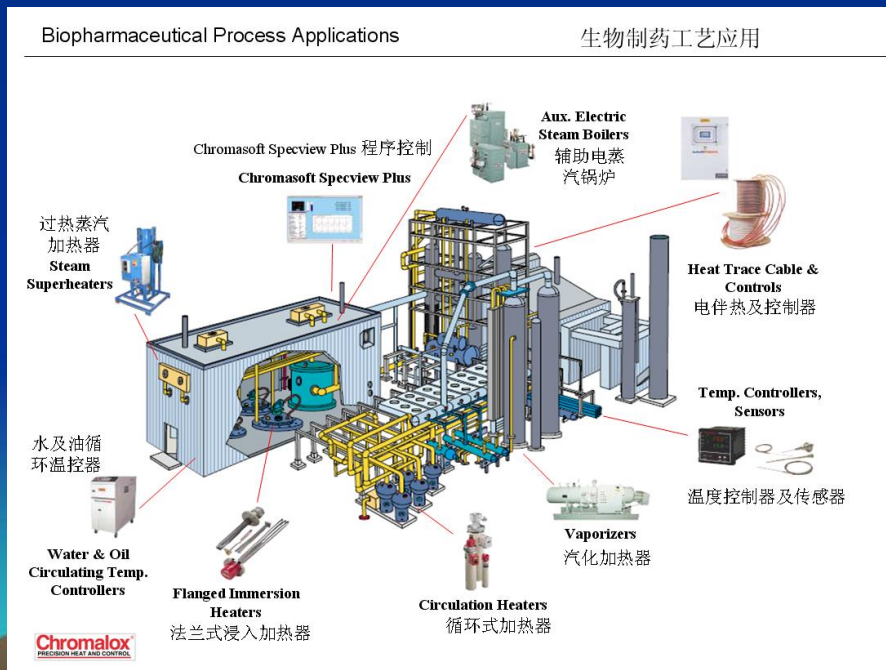 Biopharmaceutical Process Applications
生物制药工艺应用
Aux. Electric
Steam Boilers
辅助电蒸
汽锅炉
Chromasoft Specview Plus 程序控制
Chromasoft Specview Plus
过热蒸汽
加热器
Steam
Superheaters
Heat Trace Cable &
Controls
电伴热及控制器
Temp. Controllers,
Sensors
温度控制器及传感器
水及油循
环温控器
Water & Oil
Circulating Temp.
Controllers
Flanged Immersion
Heaters
法兰式浸入加热器
Circulation Heaters
循环式加热器
Vaporizers
汽化加热器
Chromalox®
PRECISION HEAT AND CONTROL